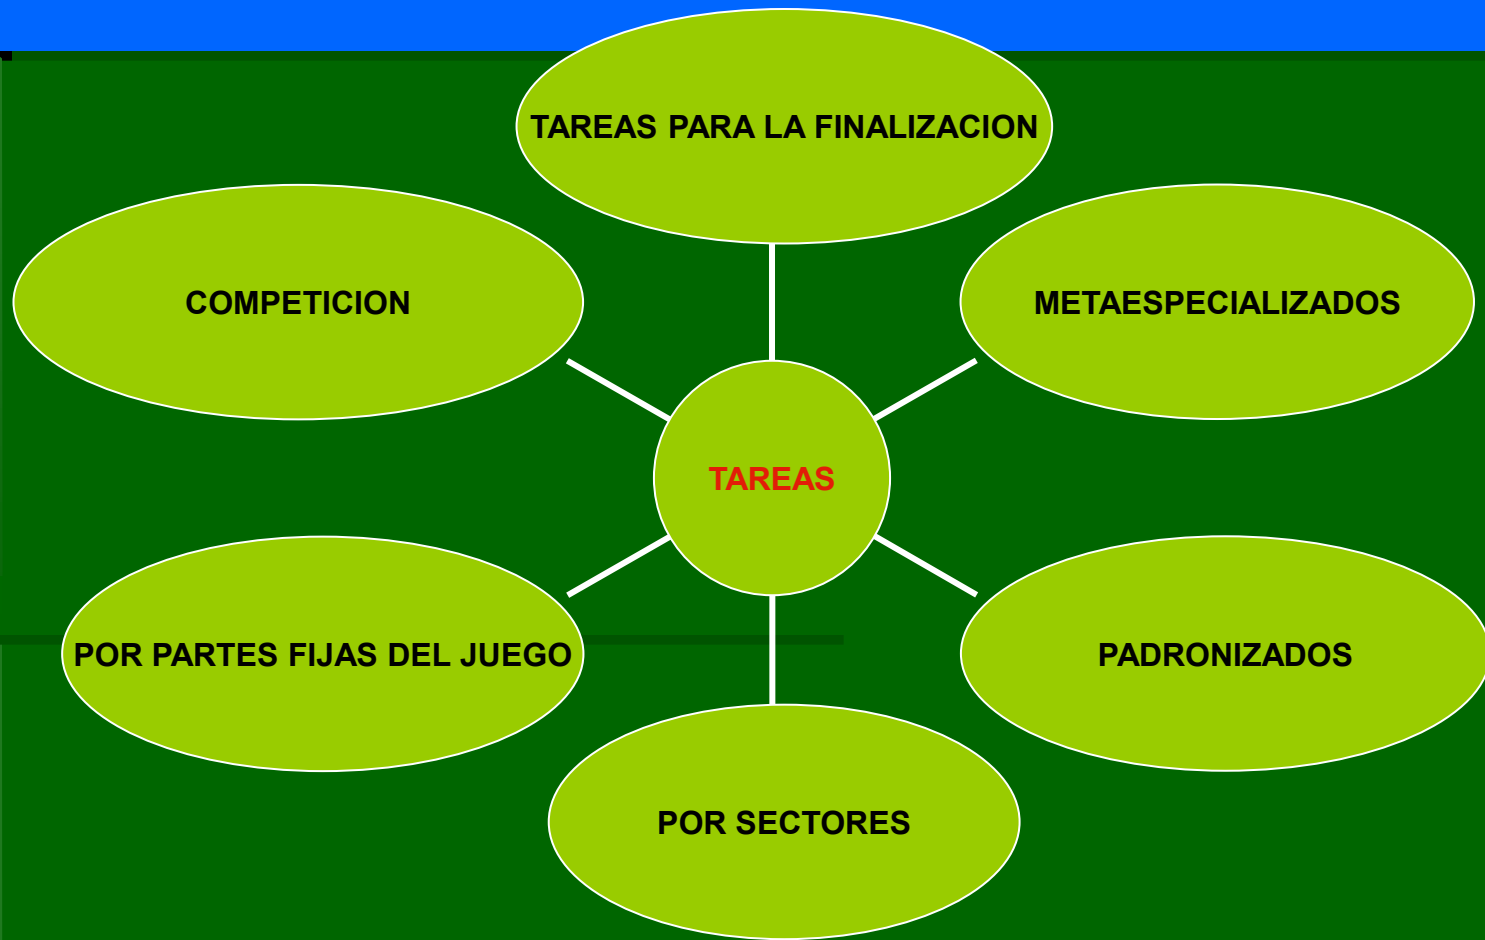 TAREAS PARA LA FINALIZACION
COMPETICION
METAESPECIALIZADOS
TAREAS
POR PARTES FIJAS DEL JUEGO
PADRONIZADOS
POR SECTORES